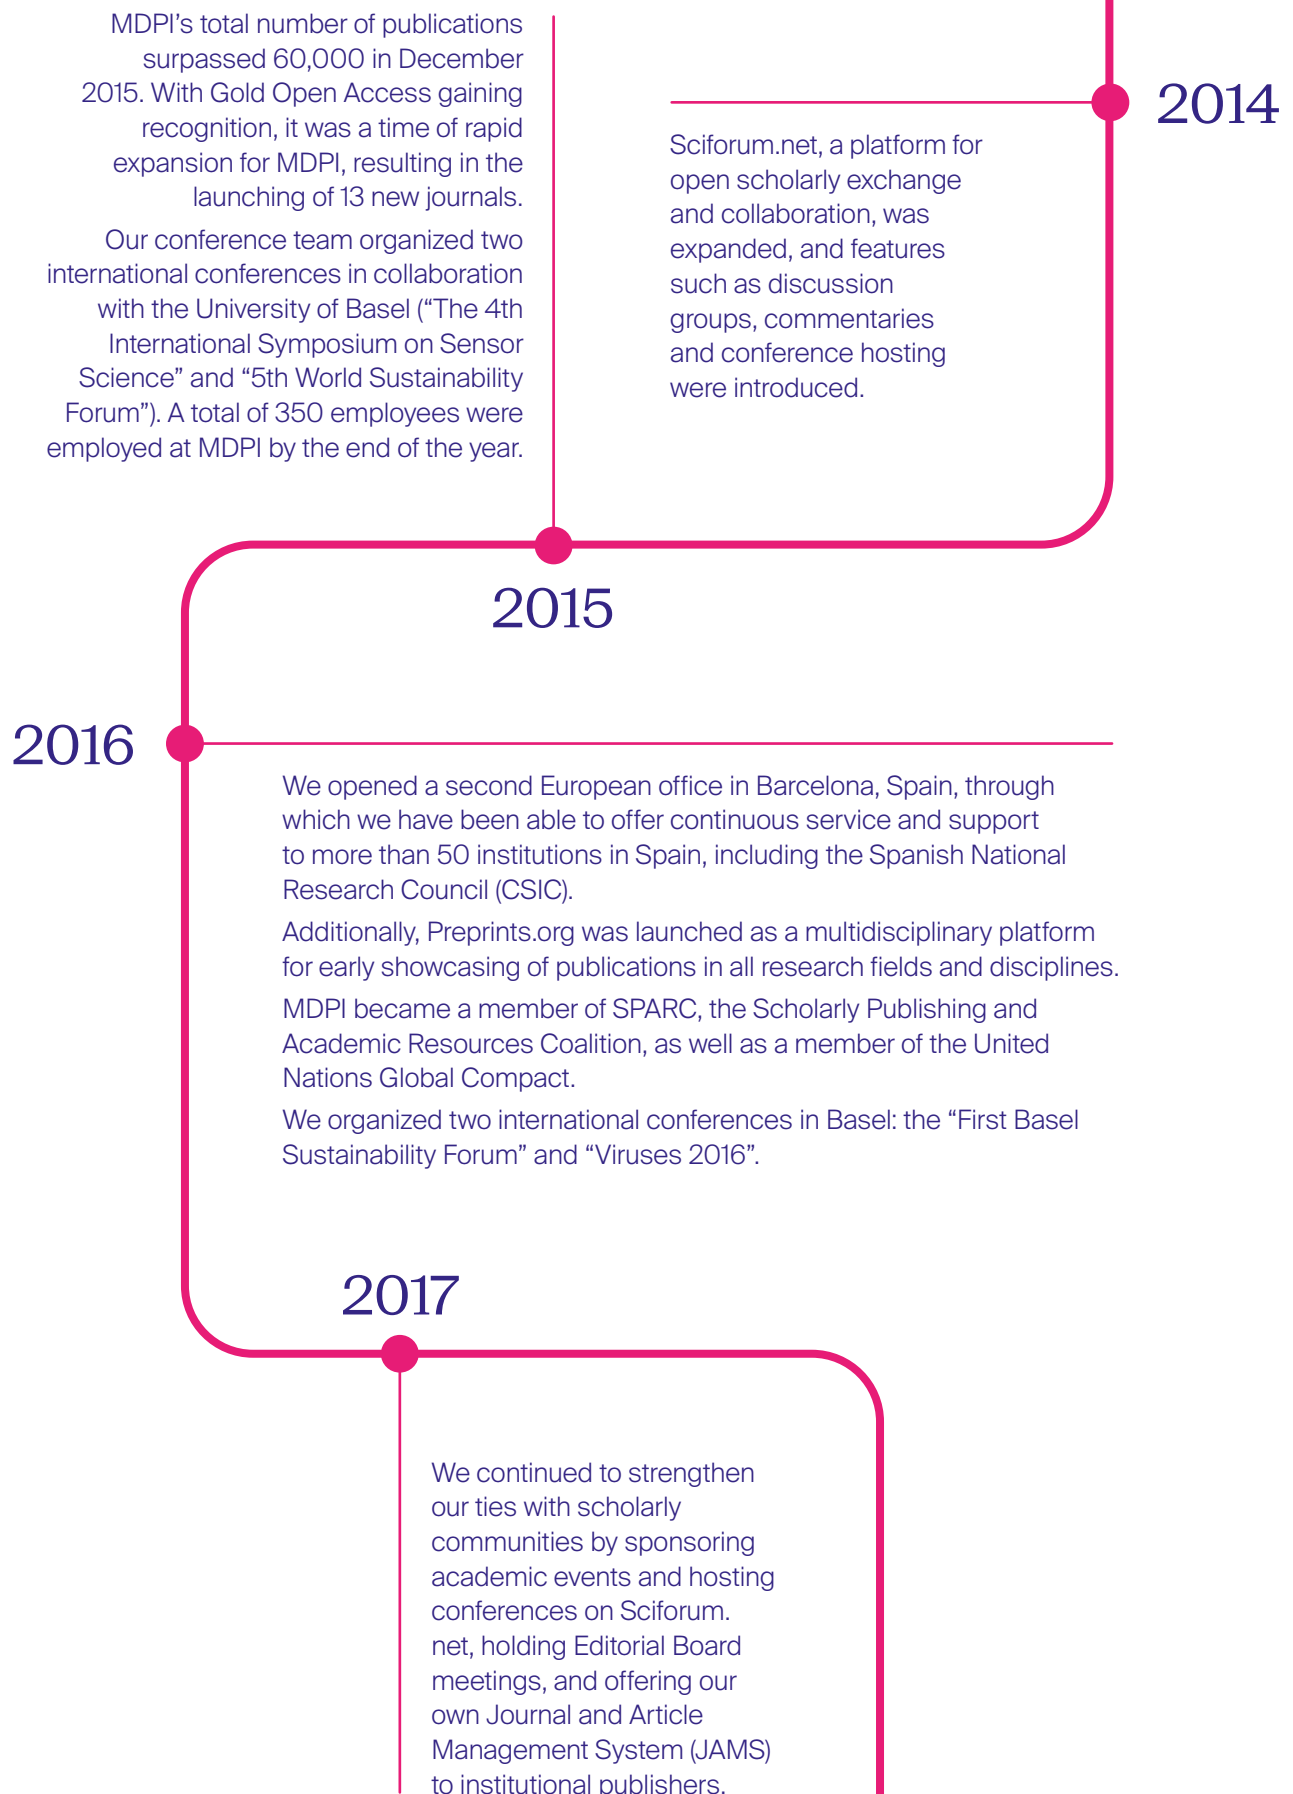 2014
Sciforum.net, a platform for
open scholarly exchange
and collaboration, was
expanded, and features
such as discussion
groups, commentaries
and conference hosting
were introduced.
MDPI’s total number of publications
surpassed 60,000 in December
2015. With Gold Open Access gaining
recognition, it was a time of rapid
expansion for MDPI, resulting in the
launching of 13 new journals.
Our conference team organized two
international conferences in collaboration
with the University of Basel (“The 4th
International Symposium on Sensor
Science” and “5th World Sustainability
Forum”). A total of 350 employees were
employed at MDPI by the end of the year.
2015
2016
We opened a second European office in Barcelona, Spain, through
which we have been able to offer continuous service and support
to more than 50 institutions in Spain, including the Spanish National
Research Council (CSIC).
Additionally, Preprints.org was launched as a multidisciplinary platform
for early showcasing of publications in all research fields and disciplines.
MDPI became a member of SPARC, the Scholarly Publishing and
Academic Resources Coalition, as well as a member of the United
Nations Global Compact.
We organized two international conferences in Basel: the “First Basel
Sustainability Forum” and “Viruses 2016”.
2017
We continued to strengthen
our ties with scholarly
communities by sponsoring
academic events and hosting
conferences on Sciforum.
net, holding Editorial Board
meetings, and offering our
own Journal and Article
Management System (JAMS)
to institutional publishers.